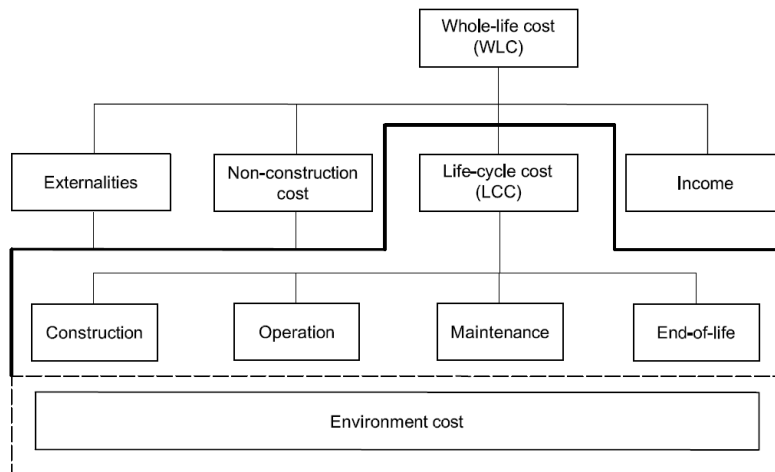 Whole-life cost
(WLC)
Externalities
Non-construction
cost
Life-cycle cost
(LCC)
Income
Construction
Operation
Maintenance
End-of-life
Environment cost